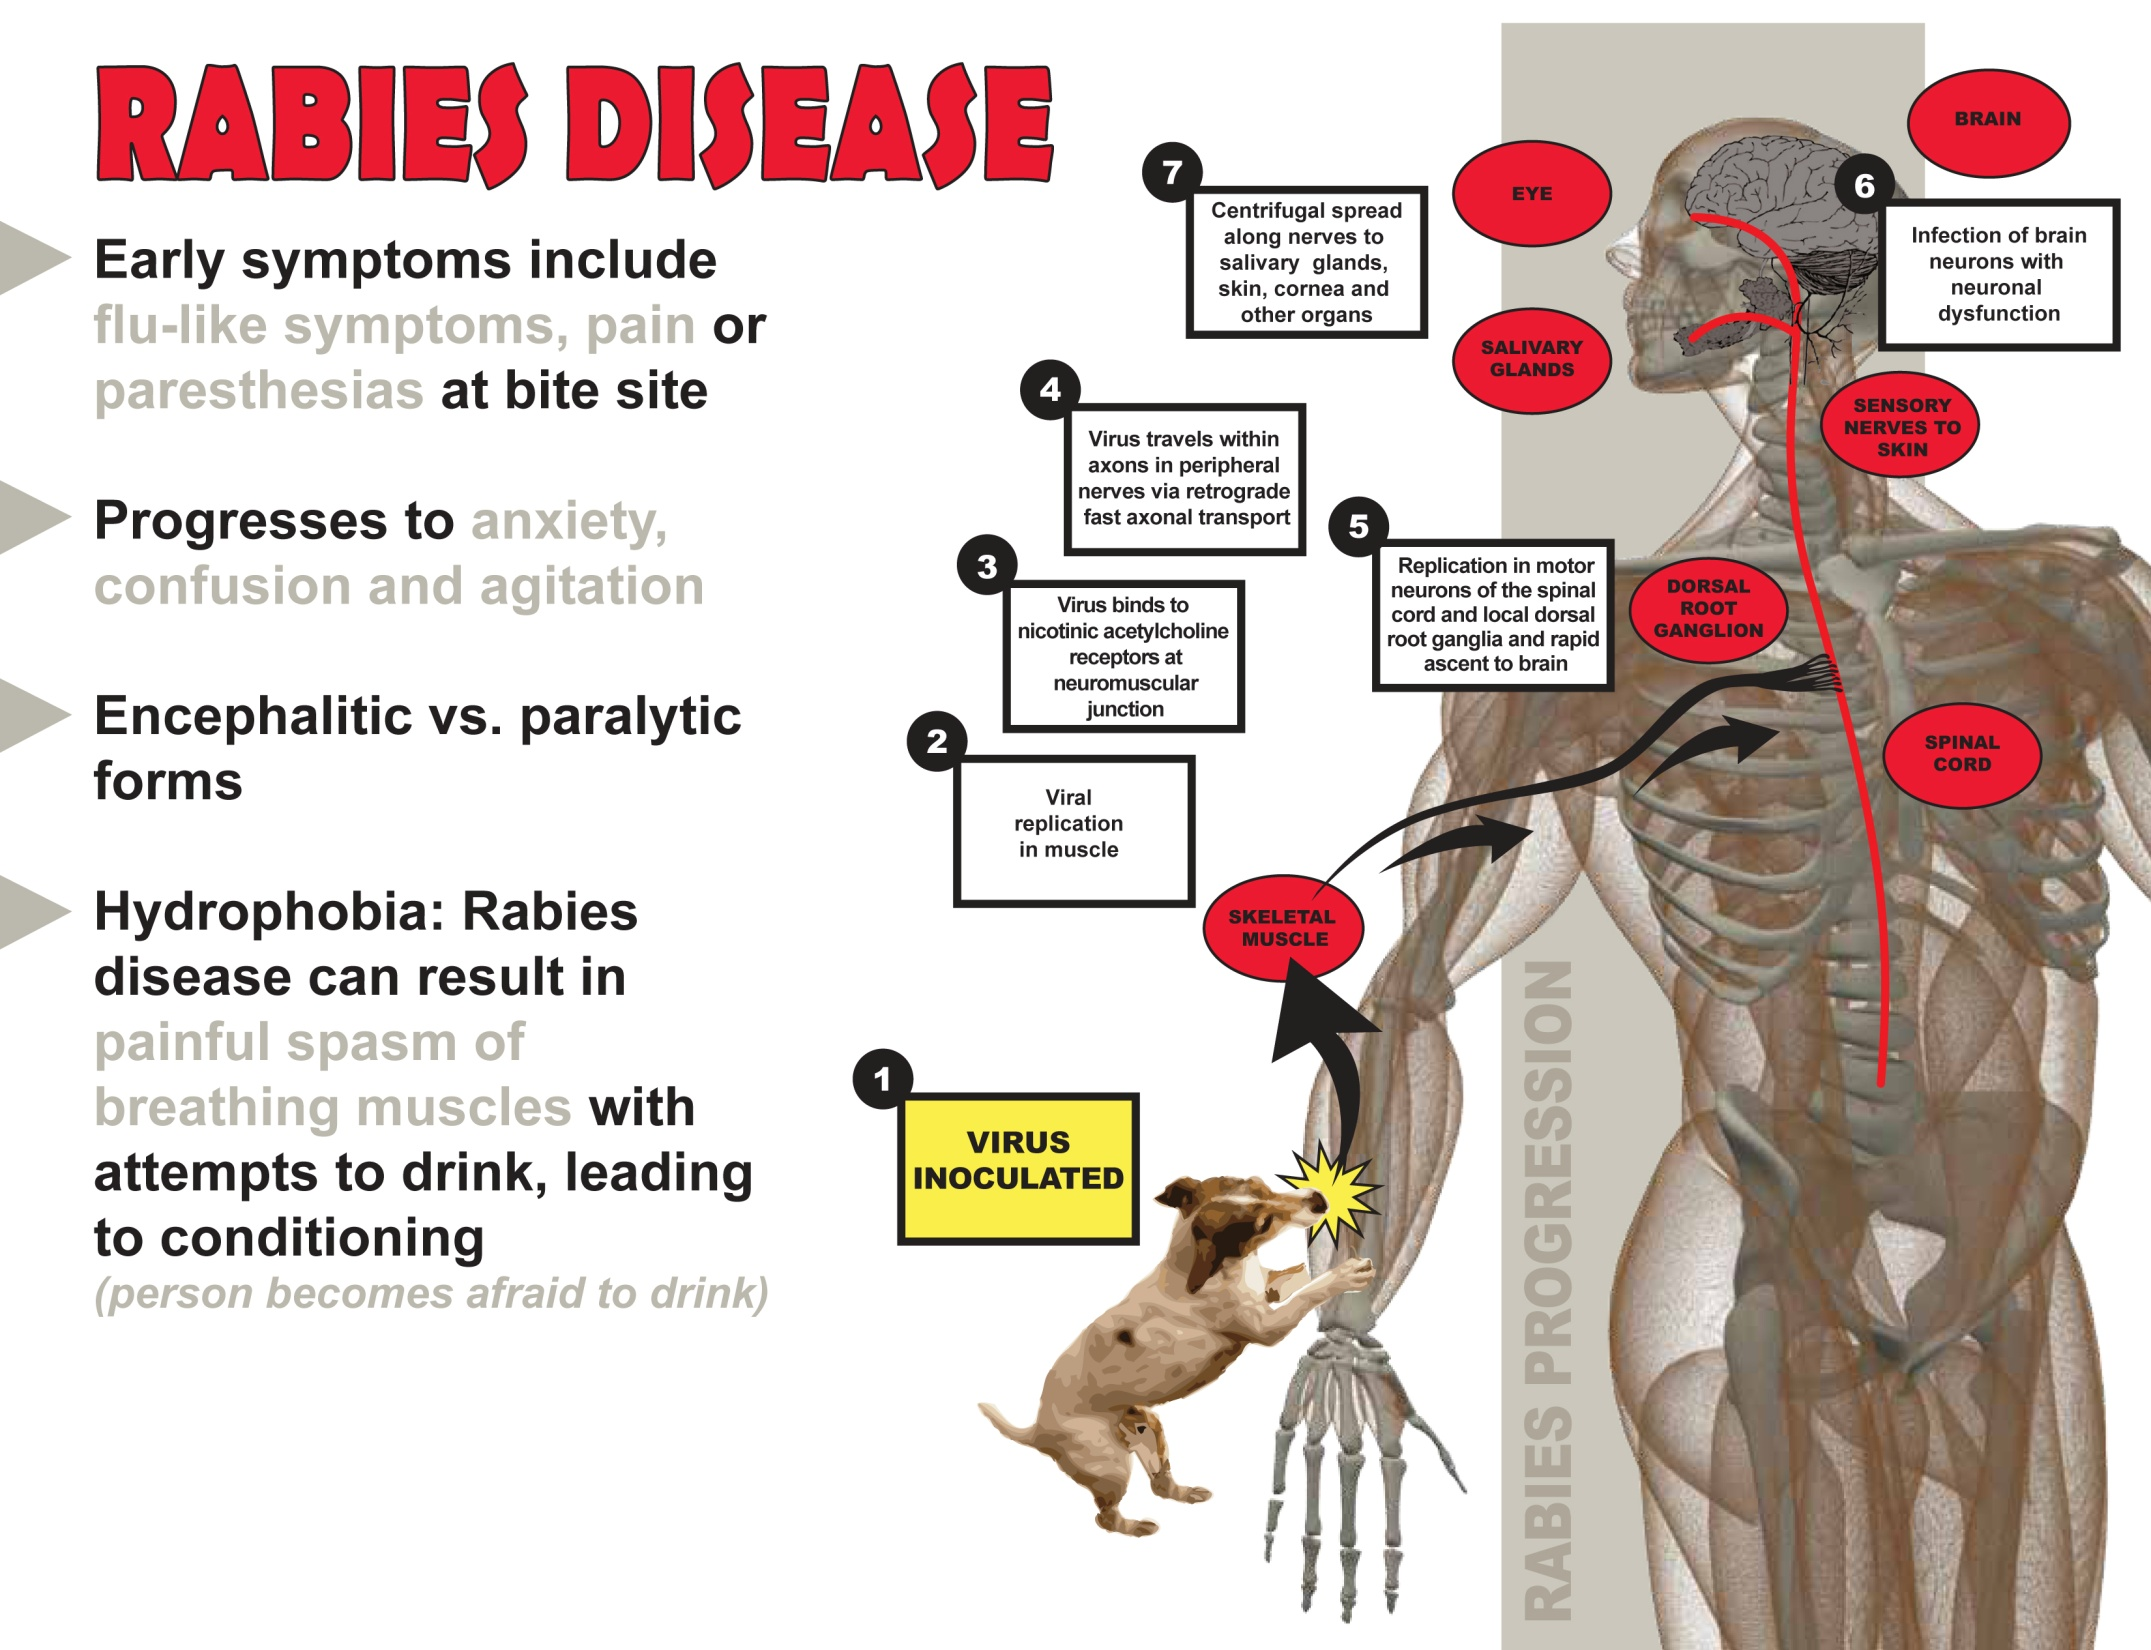 RABIES DISEASE
Early symptoms include
flu-like symptoms, pain or
paresthesias at bite site
Progresses to anxiety,
confusion and agitation
Encephalitic vs. paralytic
forms
Hydrophobia: Rabies
disease can result in
painful spasm of
breathing muscles with
attempts to drink, leading
to conditioning
(person becomes afraid to drink)
1
VIRUS
INOCULATED
2
Viral
replication
in muscle
3
Virus binds to
nicotinic acetylcholine
receptors at
neuromuscular
junction
4
Virus travels within
axons in peripheral
nerves via retrograde
fast axonal transport
5
Replication in motor
neurons of the spinal
cord and local dorsal
root ganglia and rapid
ascent to brain
6
Infection of brain
neurons with
neuronal
dysfunction
7
Centrifugal spread
along nerves to
salivary glands,
skin, cornea and
other organs
BRAIN
EYE
SALIVARY
GLANDS
SENSORY
NERVES TO
SKIN
DORSAL
ROOT
GANGLION
SPINAL
CORD
SKELETAL
MUSCLE
RABIES PROGRESSION